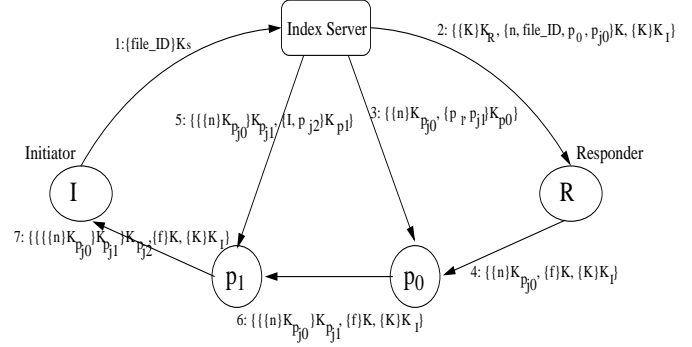 Index Server
1:{file_ID}Ks
2: {{K}K_R, {n, file_ID, p_0, p_j0}K, {K}K_I}
5: {{{n}K_pj0}K_pj1, {I, p_j2}K_p1}
3: {{n}K_pj0, {p_1, p_j1}K_p0}
Initiator
Responder
I
R
7: {{{{n}K_pj0}K_pj1}K_pj2, {f}K, {K}K_I}
p_1
p_0
4: {{n}K_pj0, {f}K, {K}K_I}
6: {{{n}K_pj0}K_pj1, {f}K, {K}K_I}